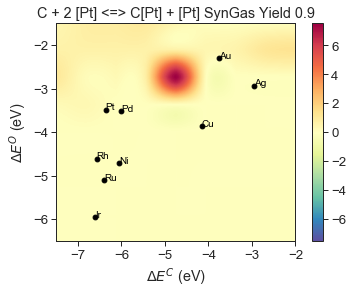 C + 2 [Pt] <=> C[Pt] + [Pt] SynGas Yield 0.9
−2
−3
−4
−5
−6
ΔE^O (eV)
Au
Ag
Pt
Pd
Cu
Rh
Ni
Ru
Ir
−7
−6
−5
−4
−3
−2
ΔE^C (eV)
6
4
2
0
−2
−4
−6